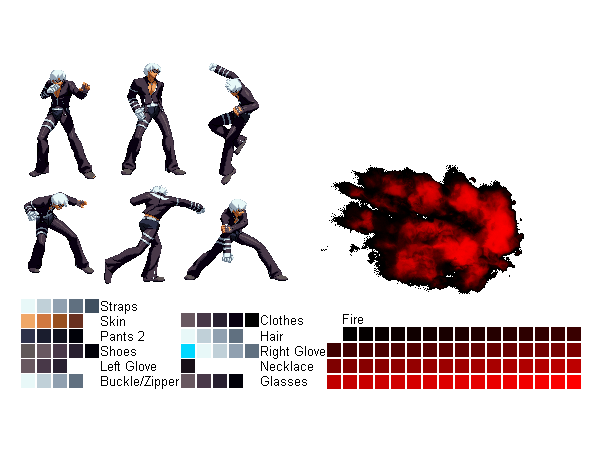 Straps
Skin
Pants 2
Shoes
Left Glove
Buckle/Zipper
Clothes
Hair
Right Glove
Necklace
Glasses
Fire